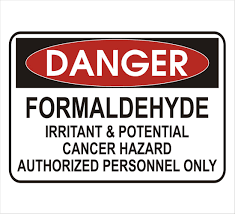 DANGER
FORMALDEHYDE
IRRITANT & POTENTIAL
CANCER HAZARD
AUTHORIZED PERSONNEL ONLY